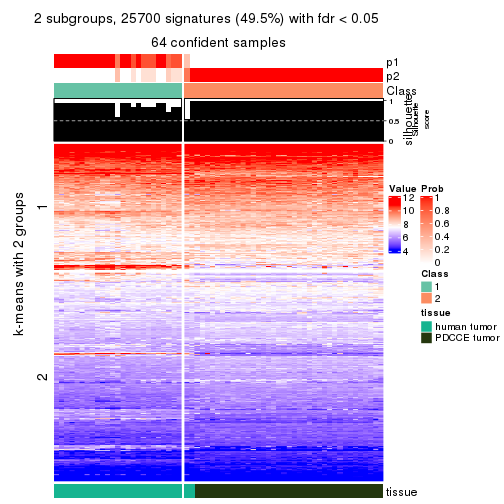 2 subgroups, 25700 signatures (49.5%) with fdr < 0.05
64 confident samples
p1
p2
Class
silhouette
Silhouette
score
1
0.5
0
k-means with 2 groups
1
2
Value
12
10
8
6
4
Prob
1
0.8
0.6
0.4
0.2
0
Class
1
2
tissue
human tumor
PDCCE tumor
tissue